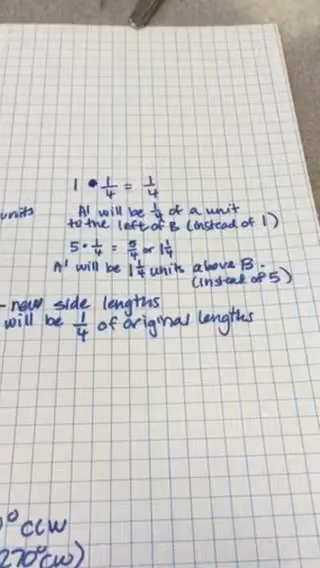 1 • 1/4 = 1/4
units
A' will be 1/4 of a unit
to the left of B (instead of 1)
5 • 1/4 = 5/4 or 1 1/4
A' will be 1 1/4 units above B.
(instead of 5)
- new side lengths
will be 1/4 of original lengths
° CCW
270° CW)